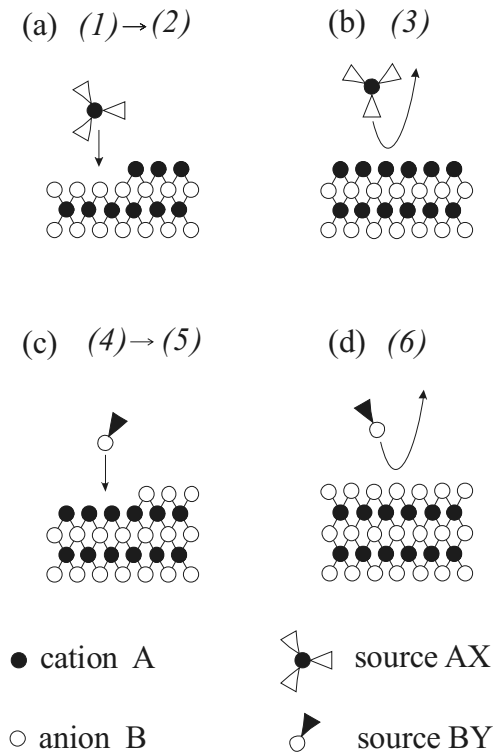 (a) (1)→(2)
(b) (3)
(c) (4)→(5)
(d) (6)
cation A
source AX
anion B
source BY